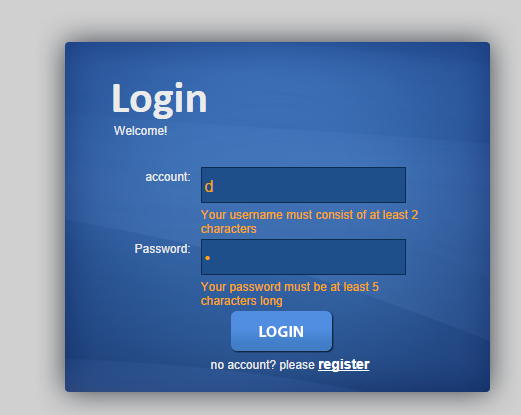 Login
Welcome!
account: d
Your username must consist of at least 2
characters
Password: •
Your password must be at least 5
characters long
LOGIN
no account? please register